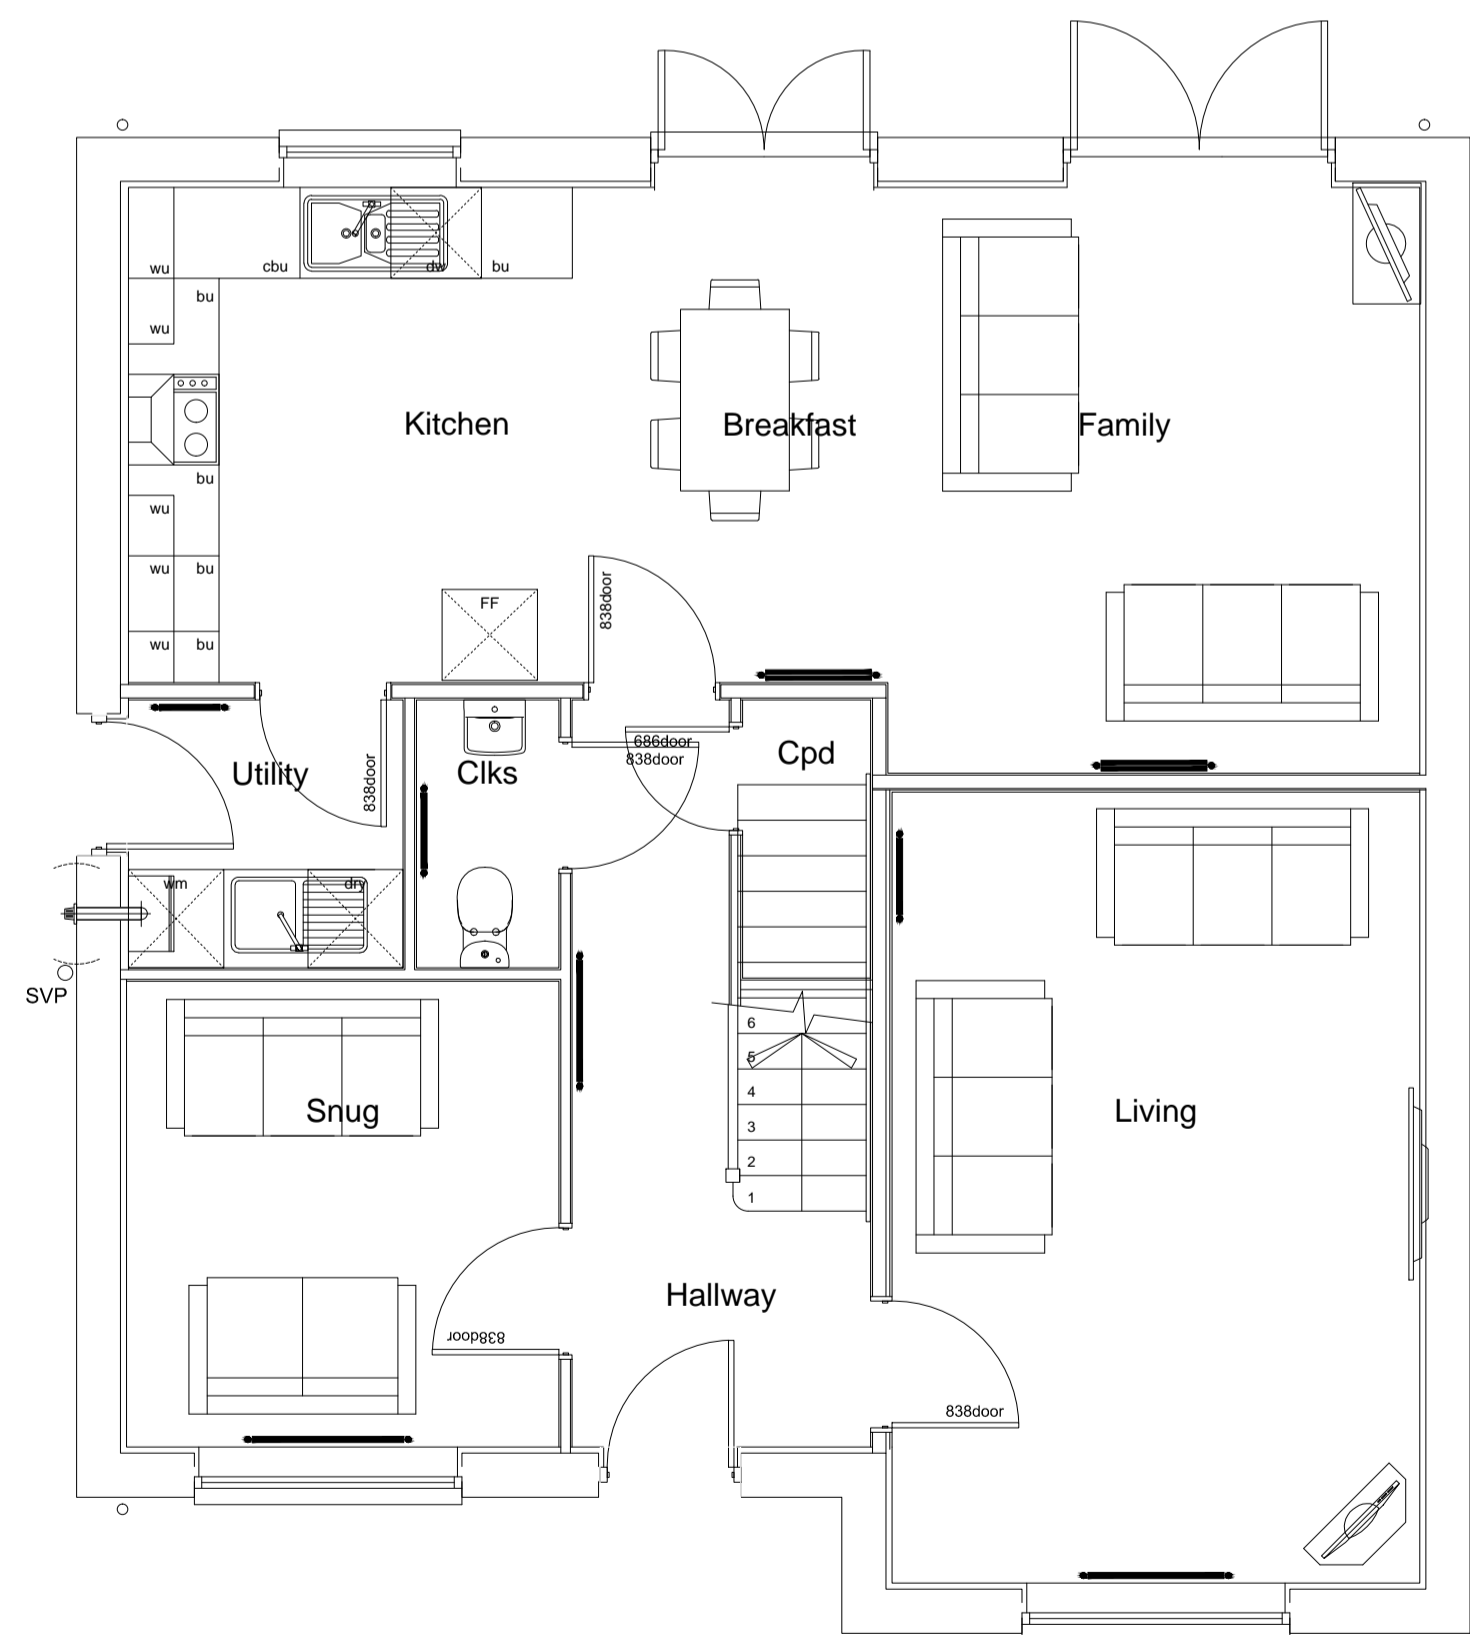 wu
cbu
dw
bu
bu
wu
Kitchen
Breakfast
Family
bu
wu
wu
bu
FF
838door
wu
bu
686door
838door
Cpd
Utility
838door
Clks
wm
dry
SVP
6
5
4
3
2
1
Snug
Living
Hallway
838door
838door